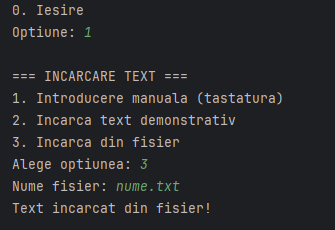 0. Iesire
Optiune: 1
=== INCARCARE TEXT ===
1. Introducere manuala (tastatura)
2. Incarca text demonstrativ
3. Incarca din fisier
Alege optiunea: 3
Nume fisier: nume.txt
Text incarcat din fisier!